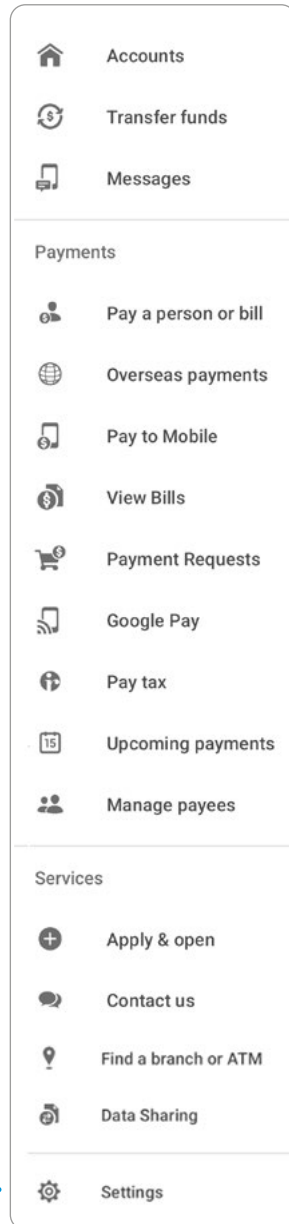 Accounts
Transfer funds
Messages
Payments
Pay a person or bill
Overseas payments
Pay to Mobile
View Bills
Payment Requests
Google Pay
Pay tax
15 Upcoming payments
Manage payees
Services
Apply & open
Contact us
Find a branch or ATM
Data Sharing
Settings